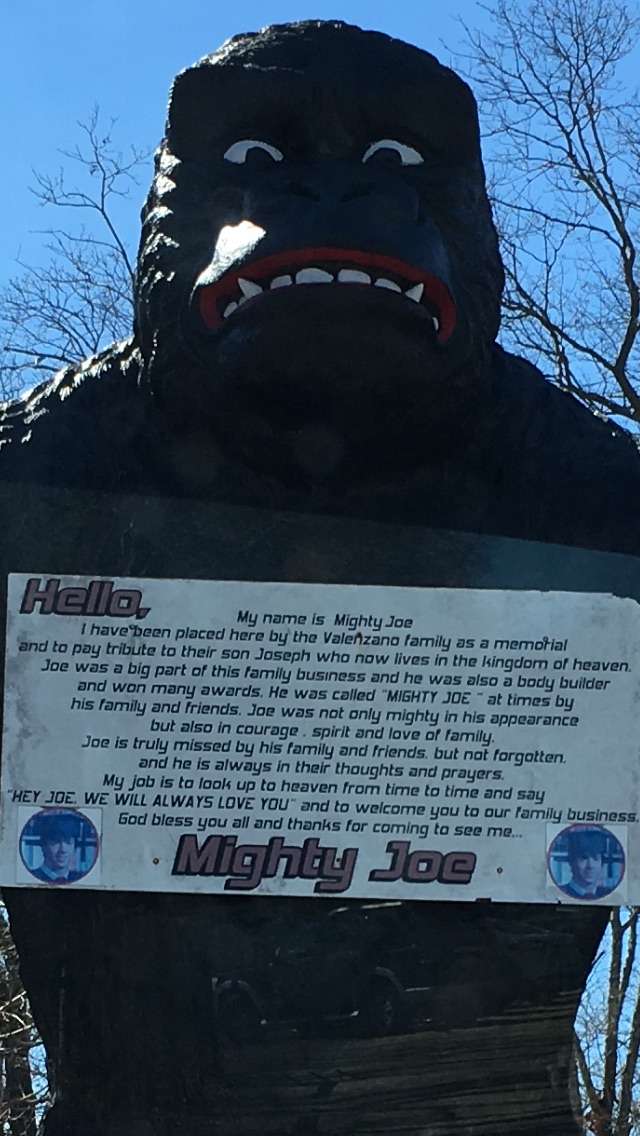 Hello,
My name is Mighty Joe
I have been placed here by the Valenzano family as a memorial
and to pay tribute to their son Joseph who now lives in the kingdom of heaven.
Joe was a big part of this family business and he was also a body builder
and won many awards. He was called "MIGHTY JOE " at times by
his family and friends. Joe was not only mighty in his appearance
but also in courage . spirit and love of family.
Joe is truly missed by his family and friends. but not forgotten.
and he is always in their thoughts and prayers.
My job is to look up to heaven from time to time and say
"HEY JOE. WE WILL ALWAYS LOVE YOU" and to welcome you to our family business.
God bless you all and thanks for coming to see me...
Mighty Joe